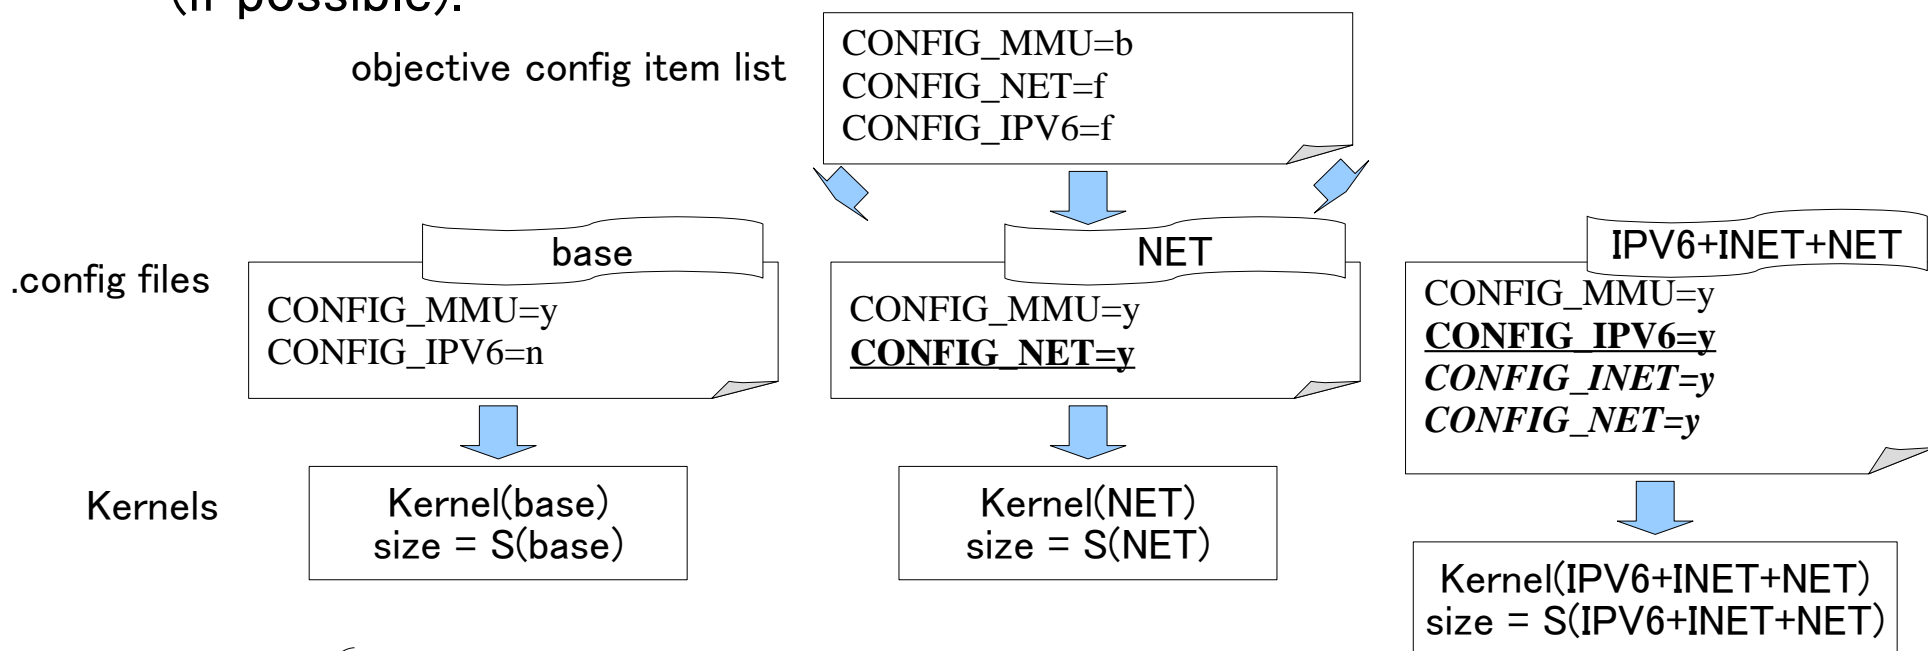 (if possible).
objective config item list
CONFIG_MMU=b
CONFIG_NET=f
CONFIG_IPV6=f
.config files
base
CONFIG_MMU=y
CONFIG_IPV6=n
NET
CONFIG_MMU=y
CONFIG_NET=y
IPV6+INET+NET
CONFIG_MMU=y
CONFIG_IPV6=y
CONFIG_INET=y
CONFIG_NET=y
Kernels
Kernel(base)
size = S(base)
Kernel(NET)
size = S(NET)
Kernel(IPV6+INET+NET)
size = S(IPV6+INET+NET)